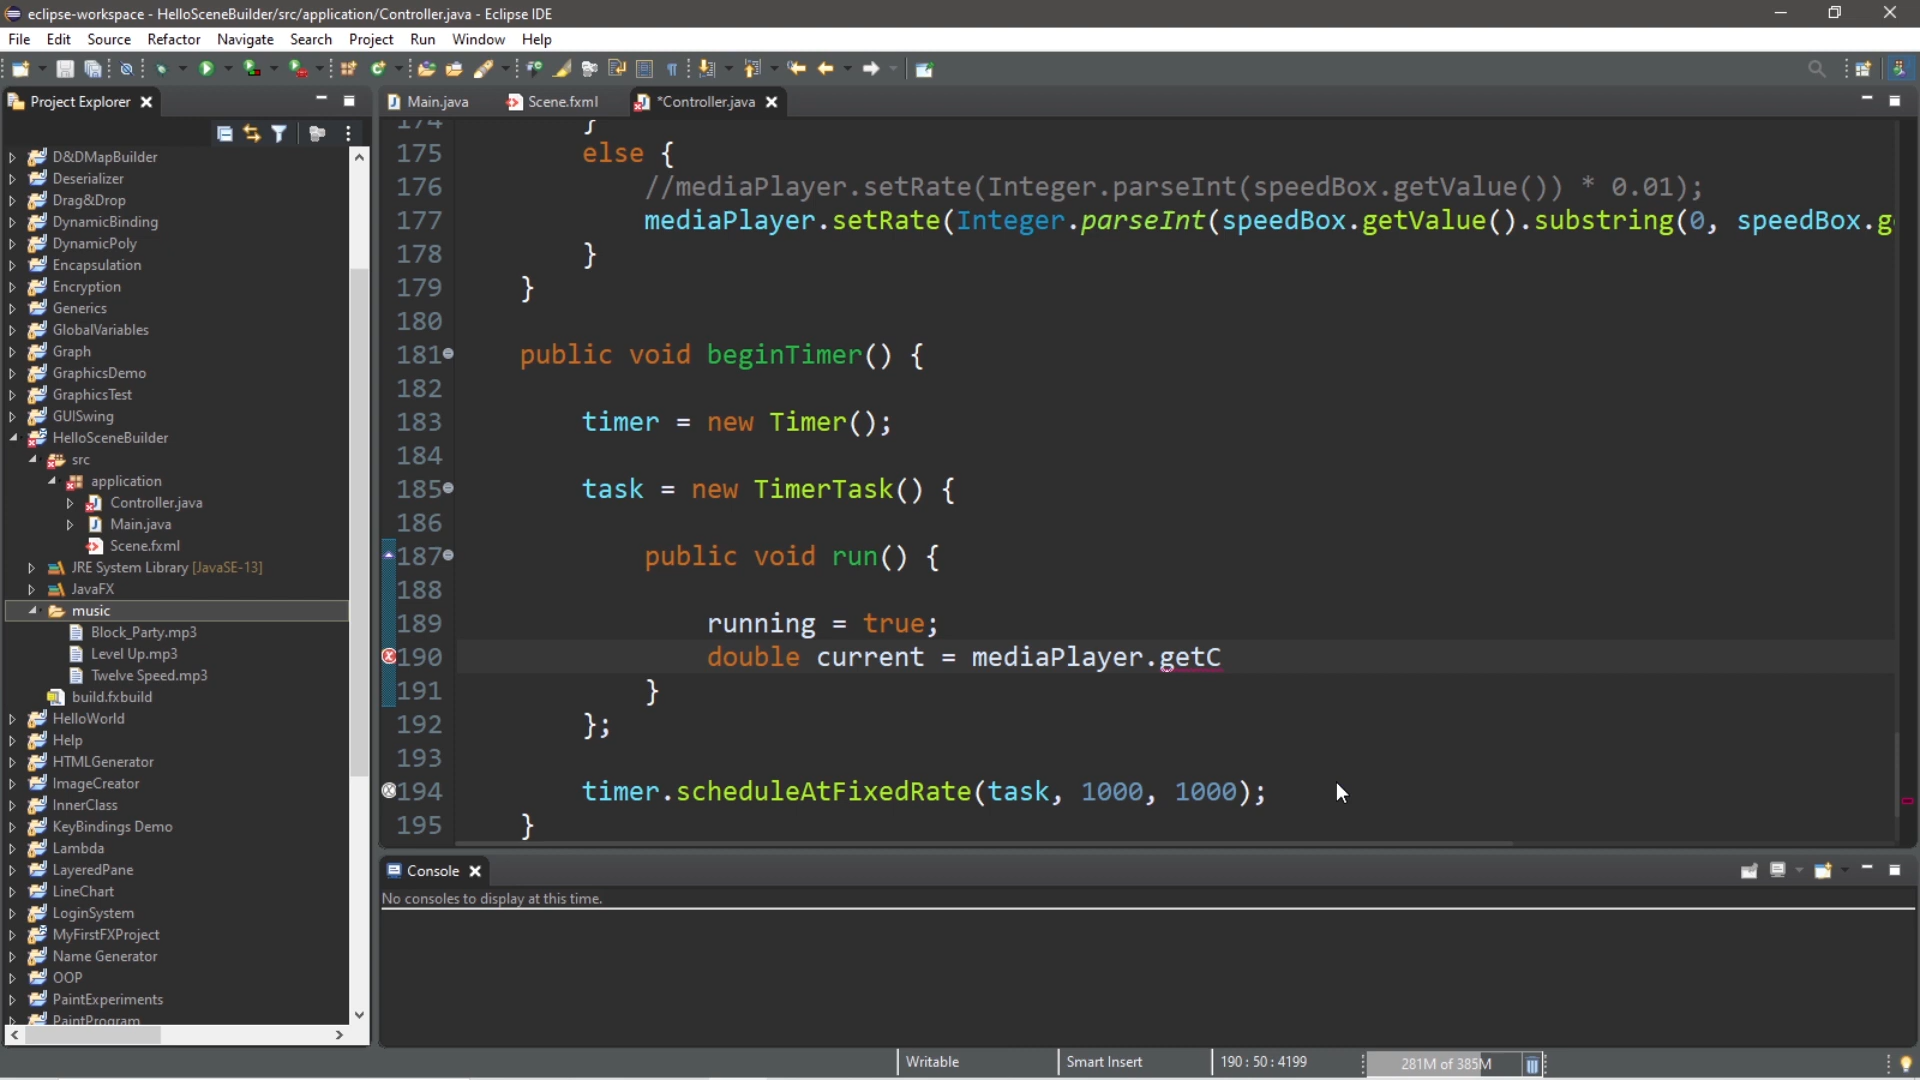 eclipse-workspace - HelloSceneBuilder/src/application/Controller.java - Eclipse IDE
File Edit Source Refactor Navigate Search Project Run Window Help
Project Explorer
Main.java Scene.fxml *Controller.java
D&DMapBuilder
Deserializer
Drag&Drop
DynamicBinding
DynamicPoly
Encapsulation
Encryption
Generics
GlobalVariables
Graph
GraphicsDemo
GraphicsTest
GUISwing
HelloSceneBuilder
src
application
Controller.java
Main.java
Scene.fxml
JRE System Library [JavaSE-13]
JavaFX
music
Block_Party.mp3
Level Up.mp3
Twelve Speed.mp3
build.fxbuild
HelloWorld
Help
HTMLGenerator
ImageCreator
InnerClass
KeyBindings Demo
Lambda
LayeredPane
LineChart
LoginSystem
MyFirstFXProject
Name Generator
OOP
PaintExperiments
PaintProgram
174 }
175 else {
176 //mediaPlayer.setRate(Integer.parseInt(speedBox.getValue()) * 0.01);
177 mediaPlayer.setRate(Integer.parseInt(speedBox.getValue().substring(0, speedBox.g
178 }
179 }
180
181 public void beginTimer() {
182
183 timer = new Timer();
184
185 task = new TimerTask() {
186
187 public void run() {
188
189 running = true;
190 double current = mediaPlayer.getC
191 }
192 };
193
194 timer.scheduleAtFixedRate(task, 1000, 1000);
195 }
Console
No consoles to display at this time.
Writable Smart Insert 190 : 50 : 4199 281M of 385M